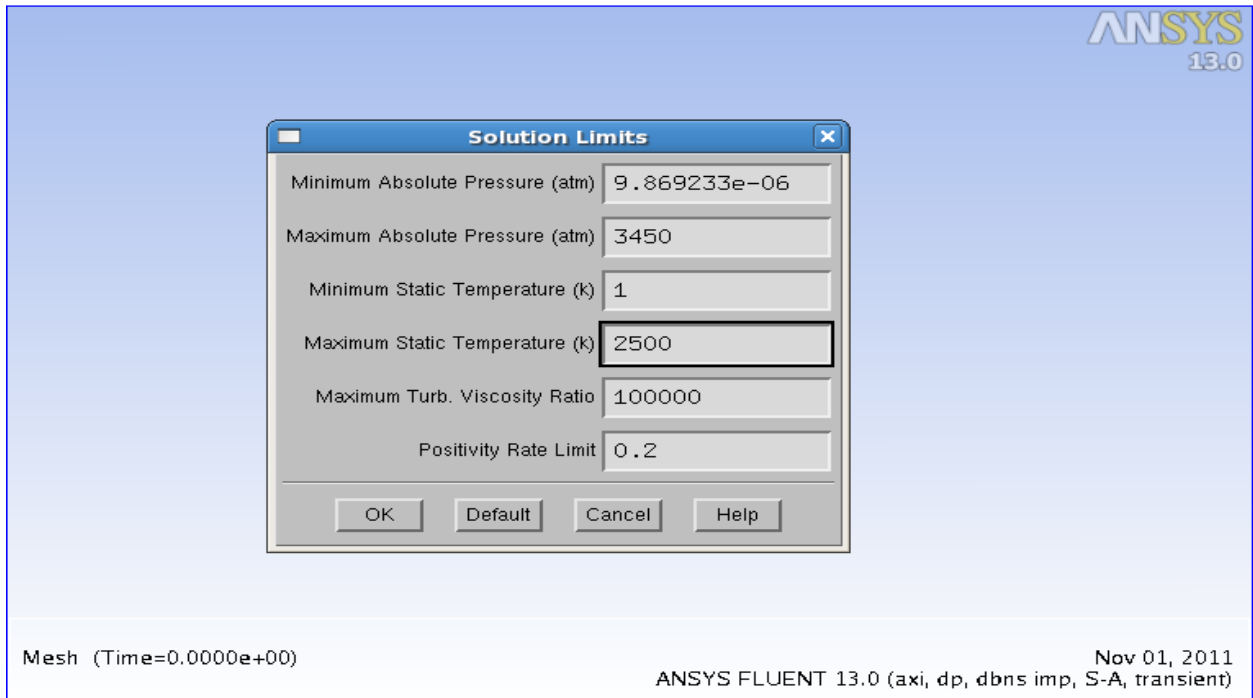 ANSYS
13.0
Solution Limits
Minimum Absolute Pressure (atm) 9.869233e-06
Maximum Absolute Pressure (atm) 3450
Minimum Static Temperature (k) 1
Maximum Static Temperature (k) 2500
Maximum Turb. Viscosity Ratio 100000
Positivity Rate Limit 0.2
OK Default Cancel Help
Mesh (Time=0.0000e+00)
Nov 01, 2011
ANSYS FLUENT 13.0 (axi, dp, dbns imp, S-A, transient)